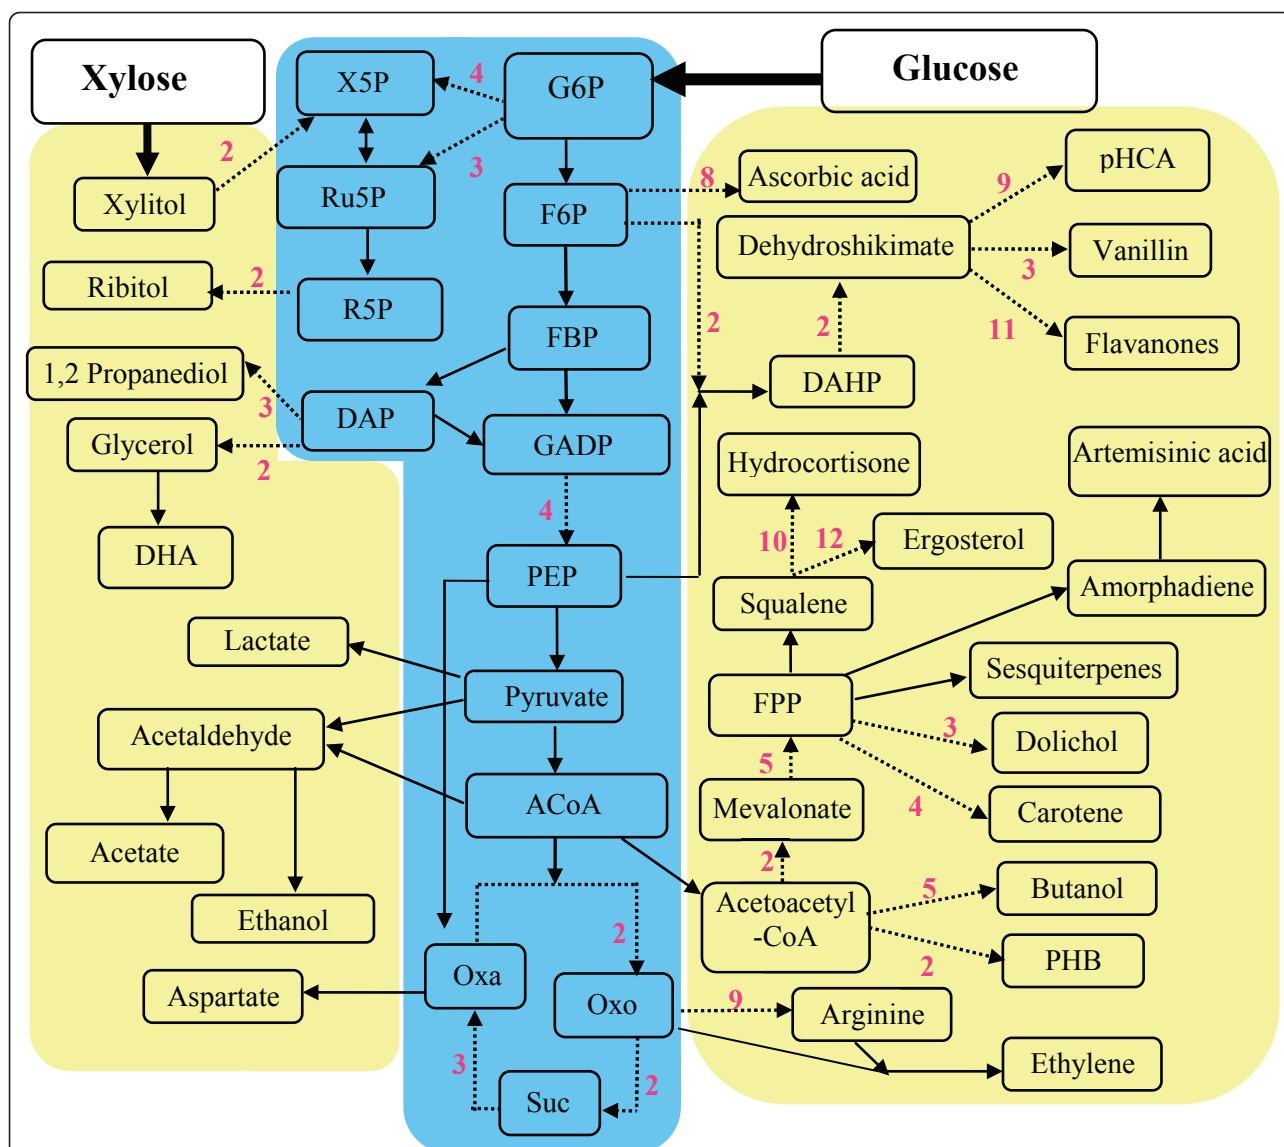 Xylose
Glucose
X5P
4
G6P
2
3
Xylitol
Ru5P
F6P
8
Ascorbic acid
9
pHCA
Dehydroshikimate
3
Vanillin
Ribitol
2
R5P
2
2
11
Flavanones
FBP
1,2 Propanediol
3
DAP
DAHP
Glycerol
2
GADP
Hydrocortisone
Artemisinic acid
4
10
12
Ergosterol
DHA
PEP
Squalene
Amorphadiene
Lactate
Pyruvate
FPP
Sesquiterpenes
Acetaldehyde
3
Dolichol
5
ACoA
Mevalonate
4
Carotene
Acetate
2
Ethanol
Acetoacetyl
-CoA
5
Butanol
2
2
PHB
Oxa
Aspartate
Oxo
9
Arginine
3
2
Ethylene
Suc